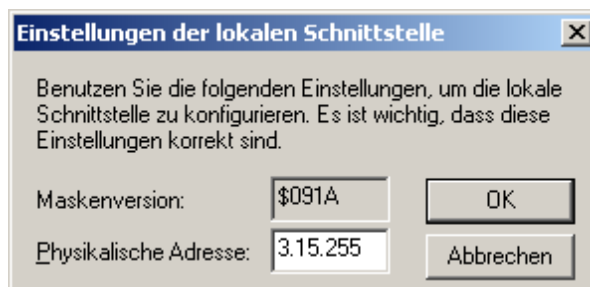 Einstellungen der lokalen Schnittstelle
Benutzen Sie die folgenden Einstellungen, um die lokale
Schnittstelle zu konfigurieren. Es ist wichtig, dass diese
Einstellungen korrekt sind.
Maskenversion: $091A OK
Physikalische Adresse: 3.15.255 Abbrechen